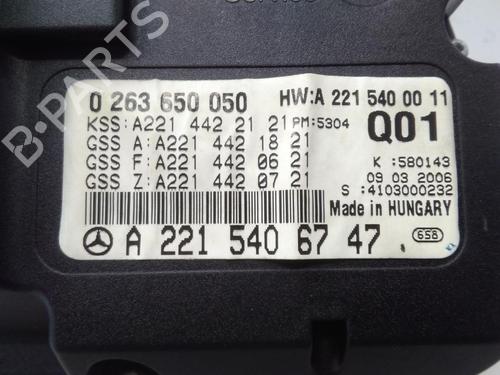 B-PARTS
0 263 650 050 HW:A 221 540 00 11
KSS:A221 442 21 21 PM:5304 Q01
GSS A:A221 442 18 21 K :580143
GSS F:A221 442 06 21 09 03 2006
GSS Z:A221 442 07 21 S :4103000232
Made in HUNGARY
A 221 540 67 47 6SB